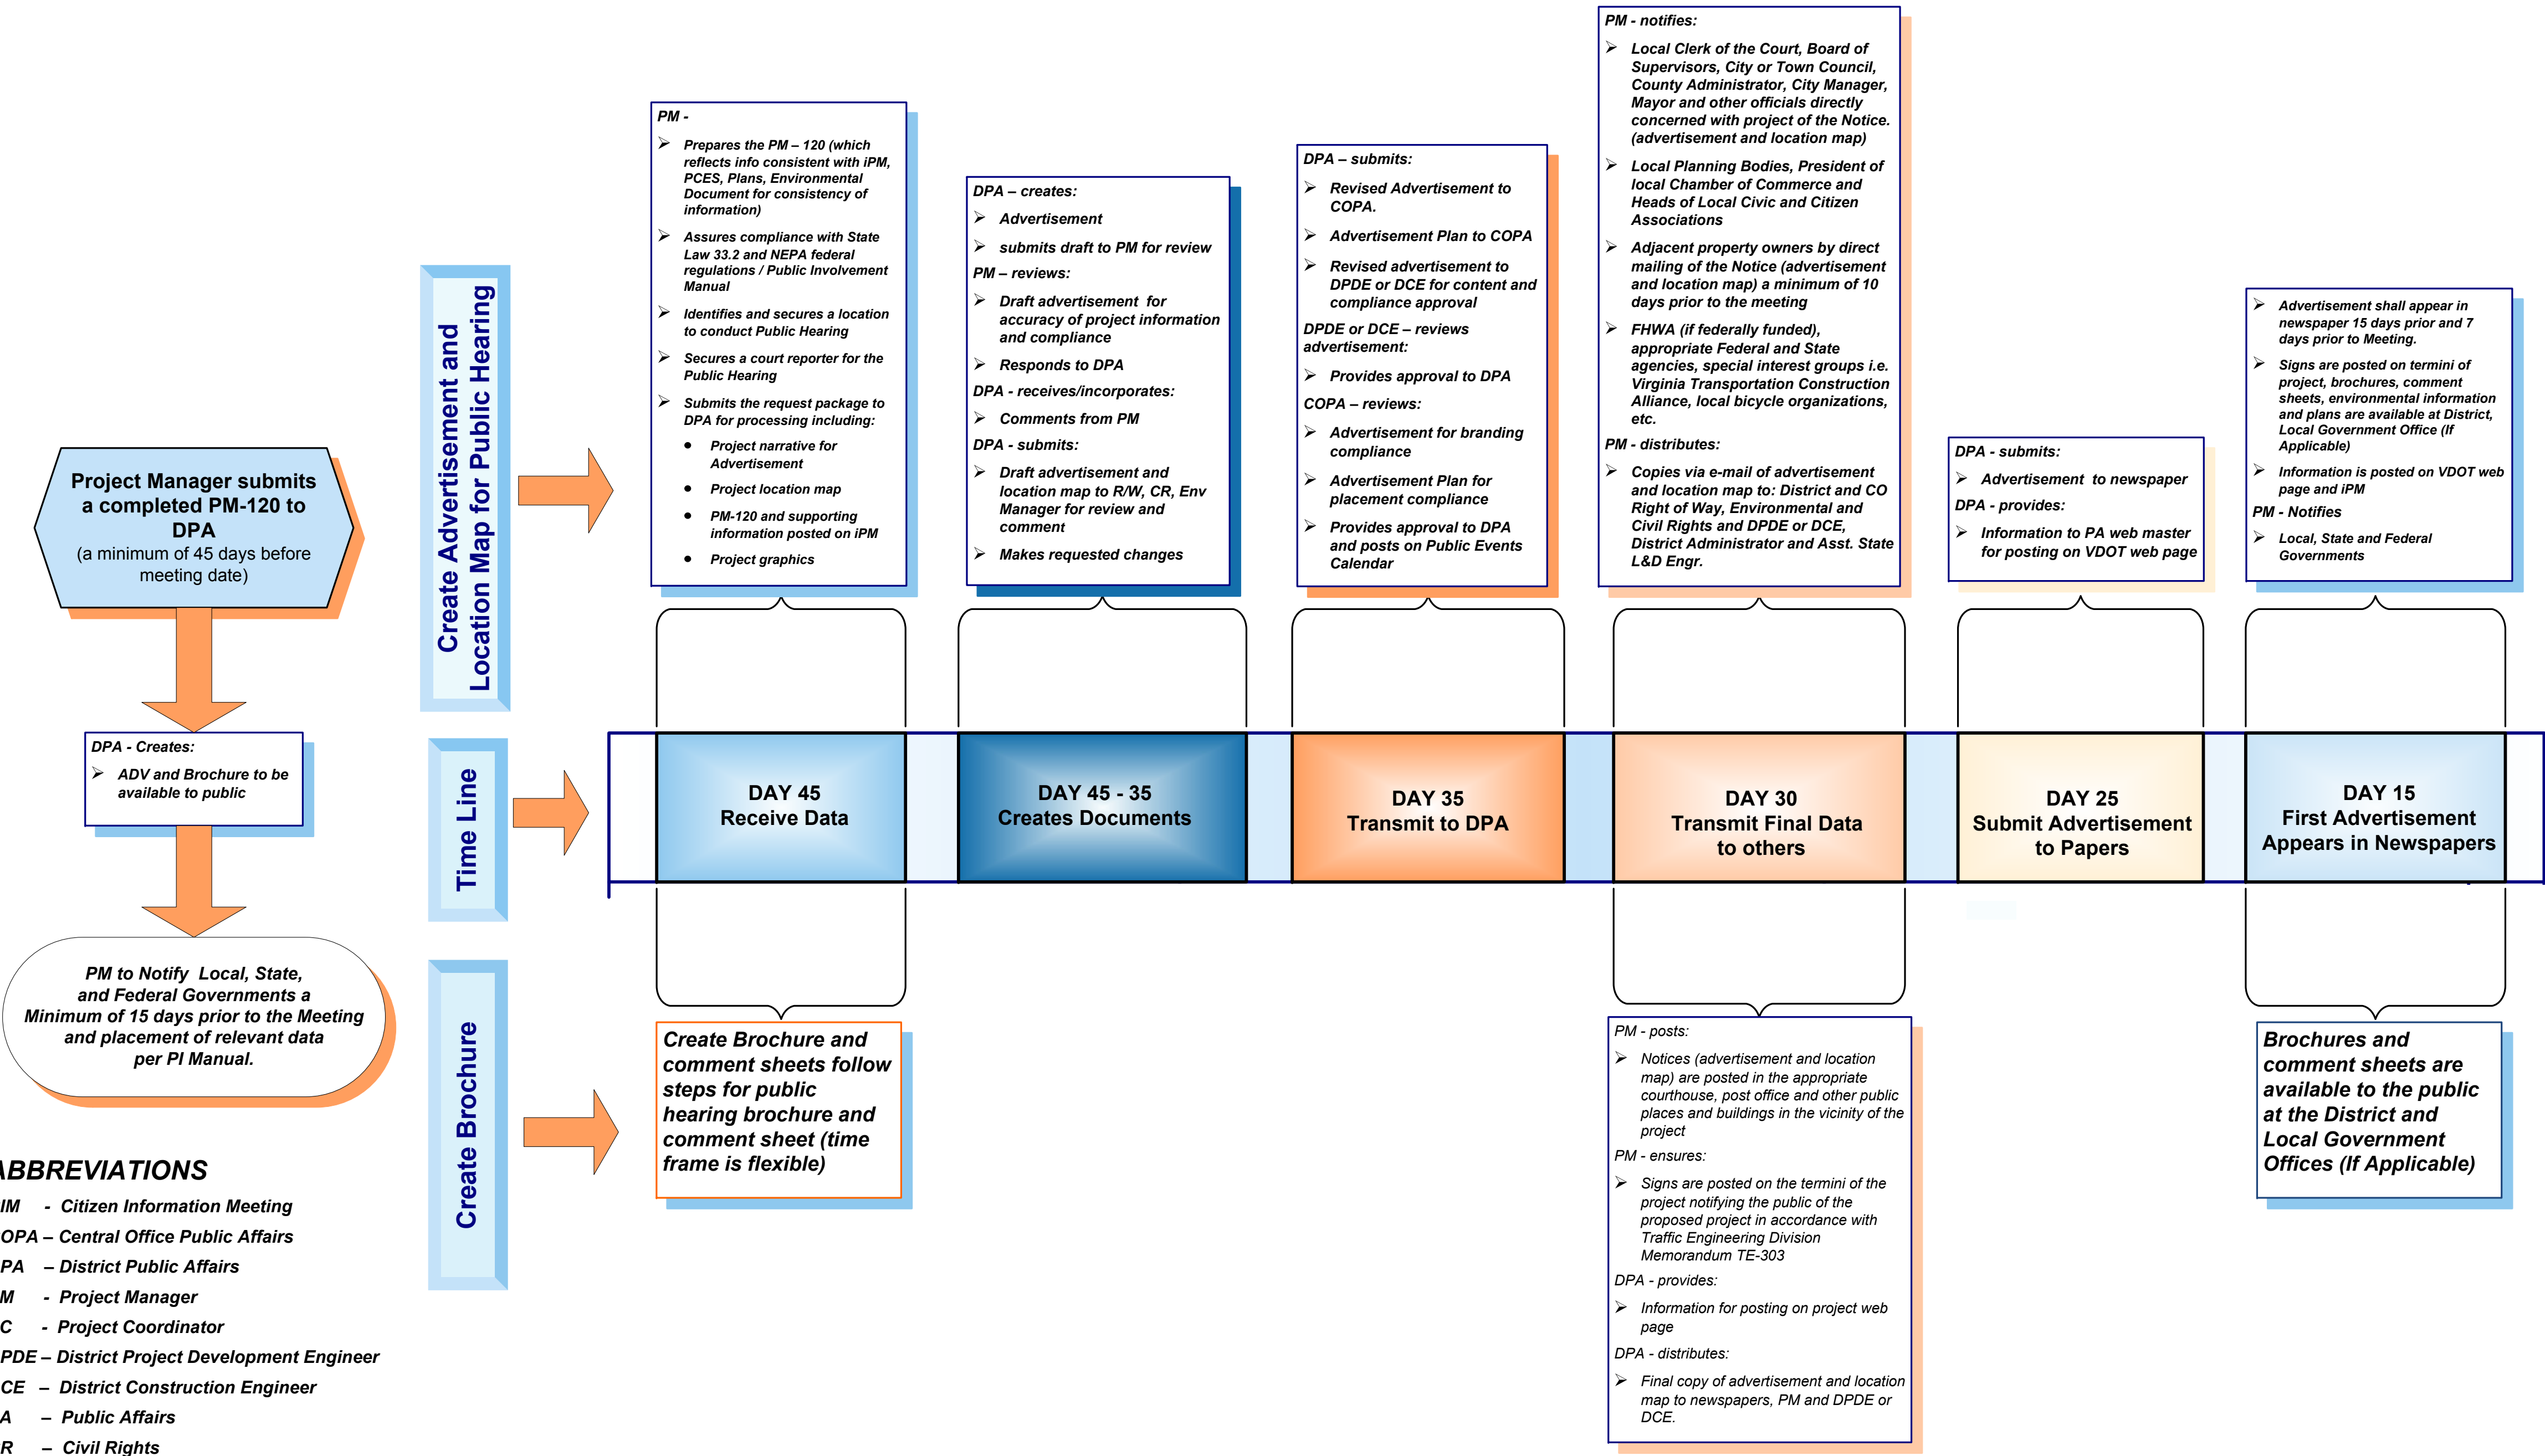 Project Manager submits
a completed PM-120 to
DPA
(a minimum of 45 days before
meeting date)
DPA - Creates:
➢ ADV and Brochure to be
available to public
PM to Notify Local, State,
and Federal Governments a
Minimum of 15 days prior to the Meeting
and placement of relevant data
per PI Manual.
ABBREVIATIONS
IM - Citizen Information Meeting
OPA – Central Office Public Affairs
PA – District Public Affairs
M - Project Manager
C - Project Coordinator
PDE – District Project Development Engineer
CE – District Construction Engineer
A – Public Affairs
R – Civil Rights
Create Advertisement and
Location Map for Public Hearing
PM -
➢ Prepares the PM – 120 (which
reflects info consistent with iPM,
PCES, Plans, Environmental
Document for consistency of
information)
➢ Assures compliance with State
Law 33.2 and NEPA federal
regulations / Public Involvement
Manual
➢ Identifies and secures a location
to conduct Public Hearing
➢ Secures a court reporter for the
Public Hearing
➢ Submits the request package to
DPA for processing including:
• Project narrative for
Advertisement
• Project location map
• PM-120 and supporting
information posted on iPM
• Project graphics
DPA – creates:
➢ Advertisement
➢ submits draft to PM for review
PM – reviews:
➢ Draft advertisement for
accuracy of project information
and compliance
➢ Responds to DPA
DPA - receives/incorporates:
➢ Comments from PM
DPA - submits:
➢ Draft advertisement and
location map to R/W, CR, Env
Manager for review and
comment
➢ Makes requested changes
DPA – submits:
➢ Revised Advertisement to
COPA.
➢ Advertisement Plan to COPA
➢ Revised advertisement to
DPDE or DCE for content and
compliance approval
DPDE or DCE – reviews
advertisement:
➢ Provides approval to DPA
COPA – reviews:
➢ Advertisement for branding
compliance
➢ Advertisement Plan for
placement compliance
➢ Provides approval to DPA
and posts on Public Events
Calendar
PM - notifies:
➢ Local Clerk of the Court, Board of
Supervisors, City or Town Council,
County Administrator, City Manager,
Mayor and other officials directly
concerned with project of the Notice.
(advertisement and location map)
➢ Local Planning Bodies, President of
local Chamber of Commerce and
Heads of Local Civic and Citizen
Associations
➢ Adjacent property owners by direct
mailing of the Notice (advertisement
and location map) a minimum of 10
days prior to the meeting
➢ FHWA (if federally funded),
appropriate Federal and State
agencies, special interest groups i.e.
Virginia Transportation Construction
Alliance, local bicycle organizations,
etc.
PM - distributes:
➢ Copies via e-mail of advertisement
and location map to: District and CO
Right of Way, Environmental and
Civil Rights and DPDE or DCE,
District Administrator and Asst. State
L&D Engr.
DPA - submits:
➢ Advertisement to newspaper
DPA - provides:
➢ Information to PA web master
for posting on VDOT web page
➢ Advertisement shall appear in
newspaper 15 days prior and 7
days prior to Meeting.
➢ Signs are posted on termini of
project, brochures, comment
sheets, environmental information
and plans are available at District,
Local Government Office (If
Applicable)
➢ Information is posted on VDOT web
page and iPM
PM - Notifies
➢ Local, State and Federal
Governments
Time Line
DAY 45
Receive Data
DAY 45 - 35
Creates Documents
DAY 35
Transmit to DPA
DAY 30
Transmit Final Data
to others
DAY 25
Submit Advertisement
to Papers
DAY 15
First Advertisement
Appears in Newspapers
Create Brochure
Create Brochure and
comment sheets follow
steps for public
hearing brochure and
comment sheet (time
frame is flexible)
PM - posts:
➢ Notices (advertisement and location
map) are posted in the appropriate
courthouse, post office and other public
places and buildings in the vicinity of the
project
PM - ensures:
➢ Signs are posted on the termini of the
project notifying the public of the
proposed project in accordance with
Traffic Engineering Division
Memorandum TE-303
DPA - provides:
➢ Information for posting on project web
page
DPA - distributes:
➢ Final copy of advertisement and location
map to newspapers, PM and DPDE or
DCE.
Brochures and
comment sheets are
available to the public
at the District and
Local Government
Offices (If Applicable)